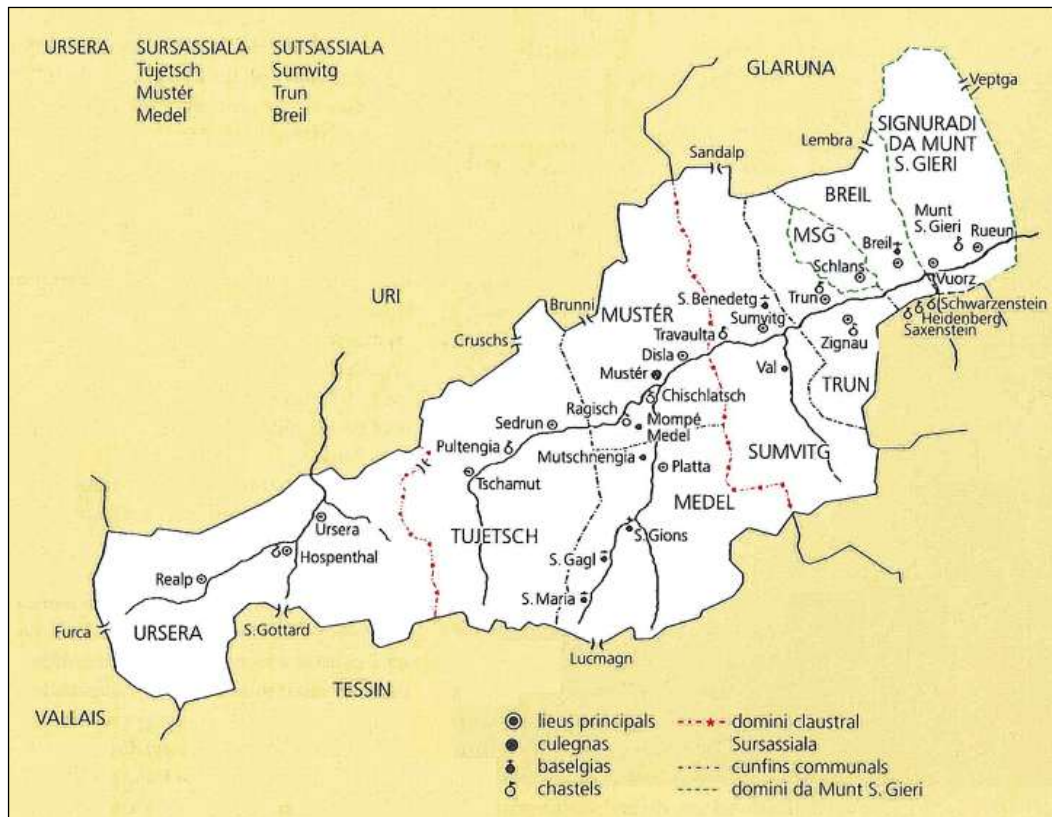 URSERA SURSASSIALA SUTSASSIALA
Tujetsch Sumvitg
Mustér Trun
Medel Breil
GLARUNA
Veptga
SIGNURADI
DA MUNT
S. GIERI
Lembra
Sandalp
BREIL
Munt
S. Gieri
Rueun
MSG
Breil
Schlans
Vuorz
URI
Brunni
MUSTÉR
S. Benedetg
Trun
Schwarzenstein
Heidenberg
Saxenstein
Sumvitg
Travaulta
Zignau
Cruschs
Disla
Val
Mustér
TRUN
Chischlatsch
Ragisch
Mompé
Medel
Sedrun
Pultengia
Mutschnengia
SUMVITG
Platta
Tschamut
MEDEL
Ursera
TUJETSCH
S. Gions
Hospenthal
S. Gagl
Realp
S. Maria
Furca
URSERA
S. Gottard
Lucmagn
TESSIN
VALLAIS
lieus principals
culegnas
baselgias
chastels
domini claustral
Sursassiala
cunfins communals
domini da Munt S. Gieri